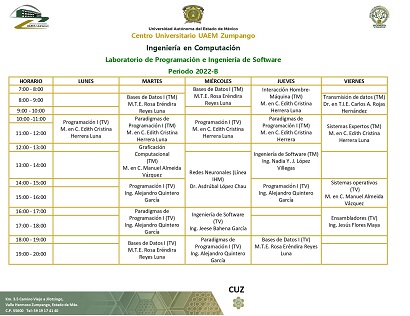 Universidad Autónoma del Estado de México
Centro Universitario UAEM Zumpango
Ingeniería en Computación
Laboratorio de Programación e Ingeniería de Software
Periodo 2022-B
HORARIO LUNES MARTES MIÉRCOLES JUEVES VIERNES
7:00 - 8:00
8:00 - 9:00
9:00 - 10:00
Bases de Datos I (TM)
M.T.E. Rosa Eréndira
Reyes Luna
Bases de Datos I (TM)
M.T.E. Rosa Eréndira
Reyes Luna
Interacción Hombre-
Máquina (TM)
M. en C. Edith Cristina
Herrera Luna
Transmisión de datos (TM)
Dr. en T.I.E. Carlos A. Rojas
Hernández
10:00 -11:00
11:00 - 12:00
Programación I (TV)
M. en C. Edith Cristina
Herrera Luna
Paradigmas de
Programación I (TM)
M. en C. Edith Cristina
Herrera Luna
Programación I (TM)
M. en C. Edith Cristina
Herrera Luna
Paradigmas de
Programación I (TM)
M. en C. Edith Cristina
Herrera Luna
Sistemas Expertos (TM)
M. en C. Edith Cristina
Herrera Luna
12:00 - 13:00
13:00 - 14:00
Graficación
Computacional
(TM)
M. en C. Manuel Almeida
Vázquez
Redes Neuronales (Línea
IHM)
Dr. Asdrúbal López Chau
Ingeniería de Software (TM)
Ing. Nadia Y. J. López
Villegas
14:00 - 15:00
15:00 - 16:00
Programación I (TV)
Ing. Alejandro Quintero
García
Programación I (TV)
Ing. Alejandro Quintero
García
Sistemas operativos
(TV)
M. en C. Manuel Almeida
Vázquez
16:00 - 17:00
17:00 - 18:00
Paradigmas de
Programación I (TV)
Ing. Alejandro Quintero
García
Ingeniería de Software
(TV)
Ing. Jeese Bahena García
Ensambladores (TV)
Ing. Jesús Flores Maya
18:00 - 19:00
19:00 - 20:00
Bases de Datos I (TV)
M.T.E. Rosa Eréndira
Reyes Luna
Paradigmas de
Programación I (TV)
Ing. Alejandro Quintero
García
Bases de Datos I (TV)
M.T.E. Rosa Eréndira Reyes
Luna
CUZ
Km. 3.5 Camino Viejo a Jilotzingo,
Valle Hermoso Zumpango, Estado de Méx.
C.P. 55600 Tel: 59 18 17 41 40